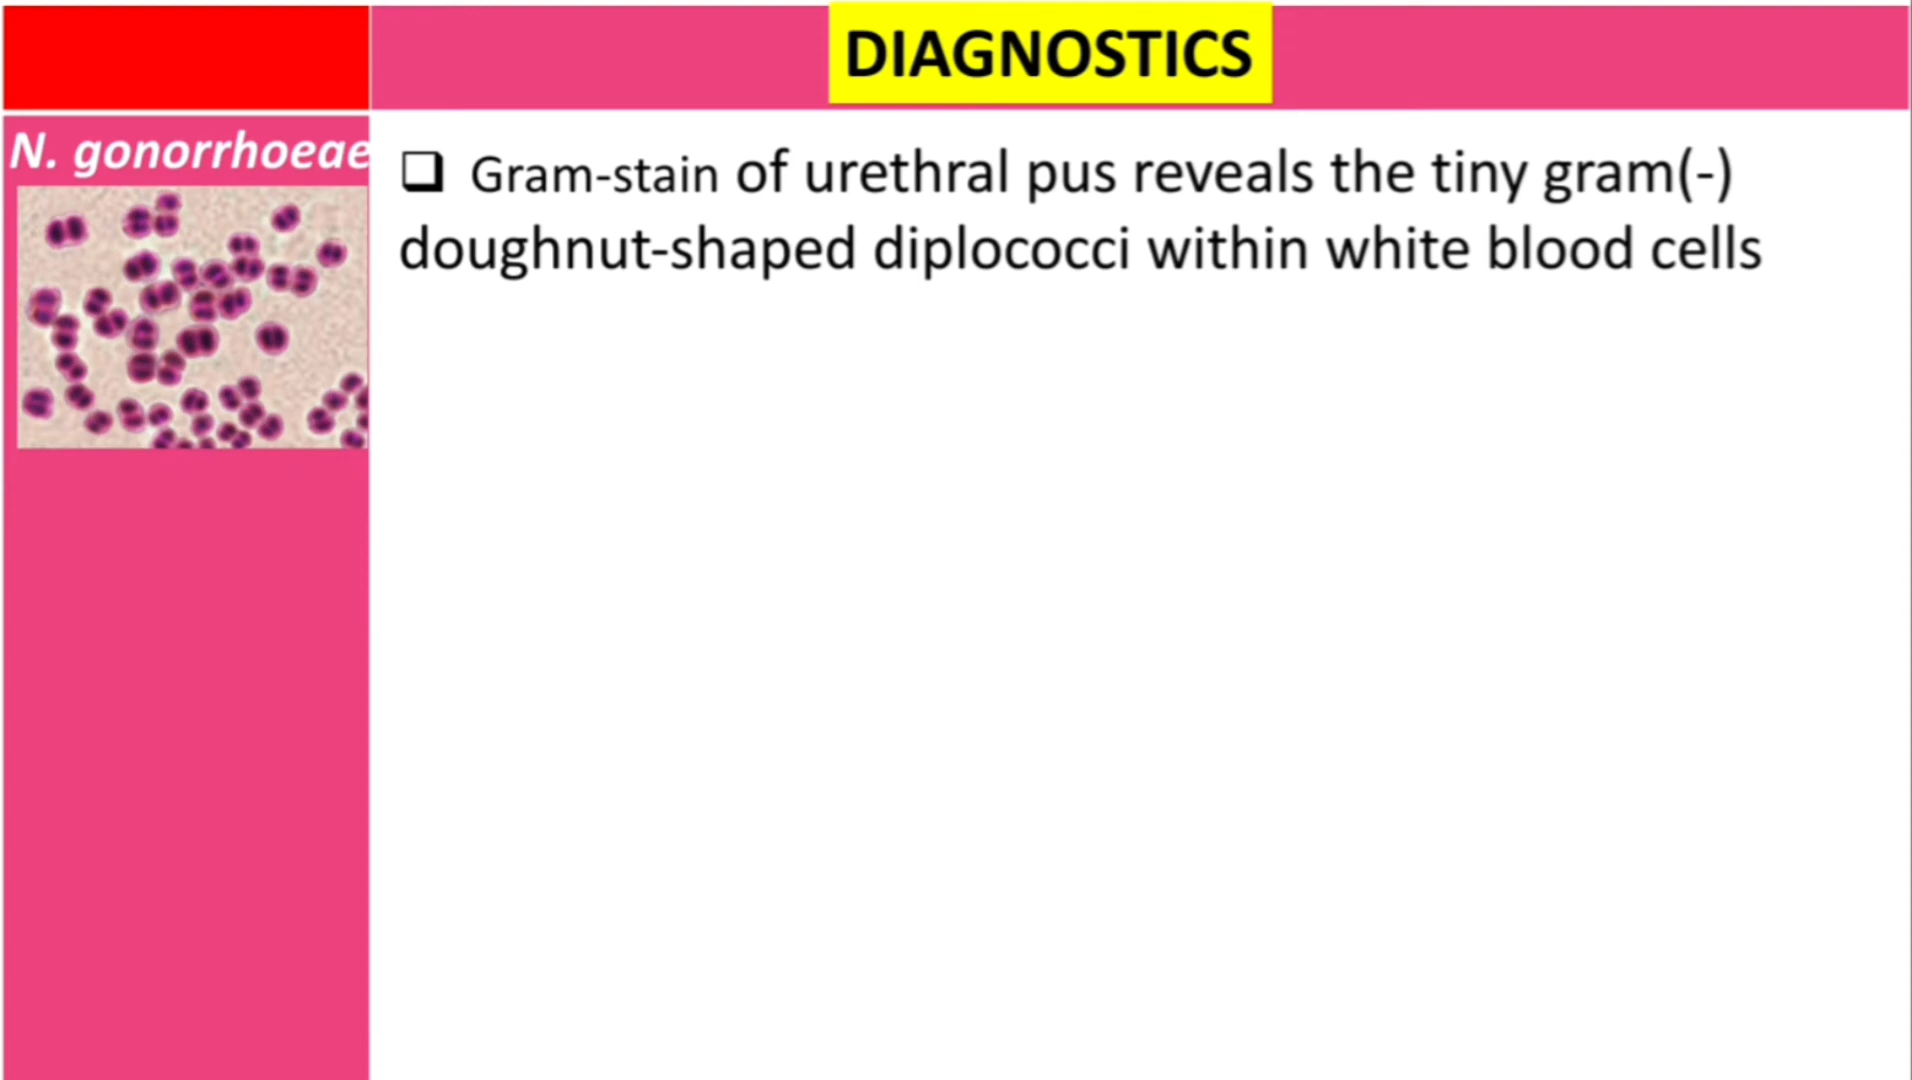 DIAGNOSTICS
N. gonorrhoeae
❑ Gram-stain of urethral pus reveals the tiny gram(-)
doughnut-shaped diplococci within white blood cells